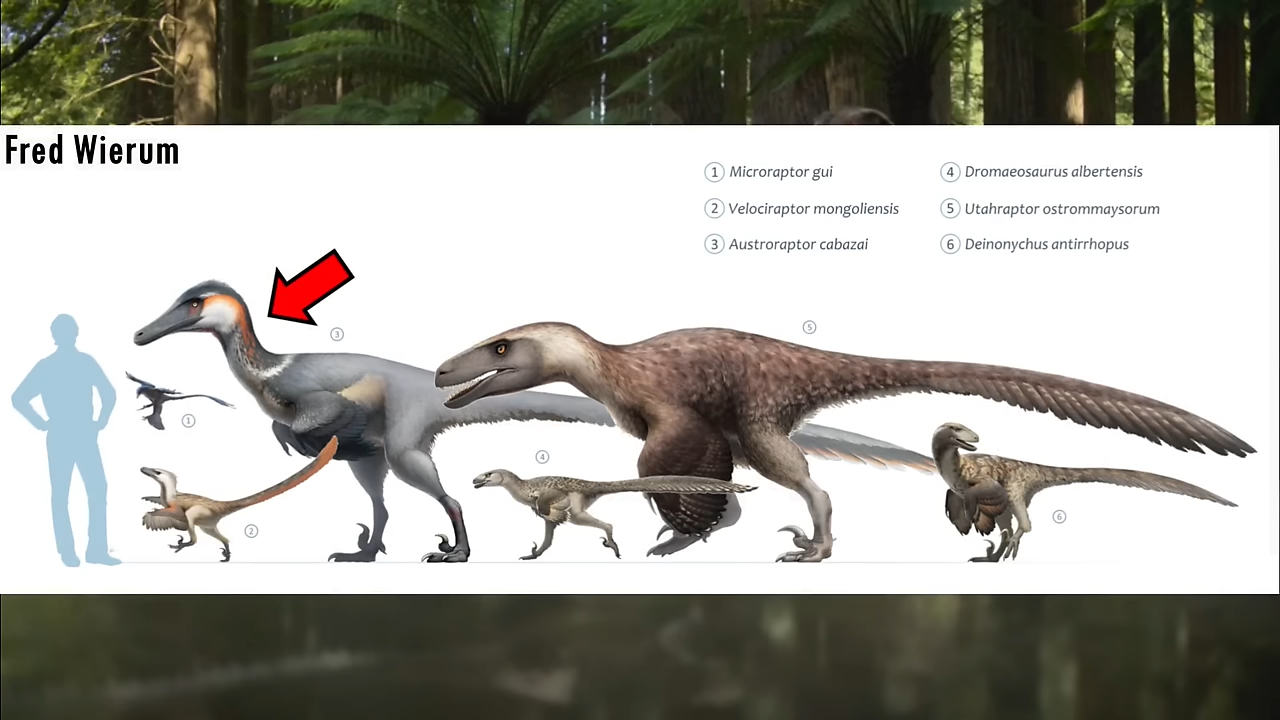 Fred Wierum
1 Microraptor gui
2 Velociraptor mongoliensis
3 Austroraptor cabazai
4 Dromaeosaurus albertensis
5 Utahraptor ostrommaysorum
6 Deinonychus antirrhopus
3
5
1
4
2
6